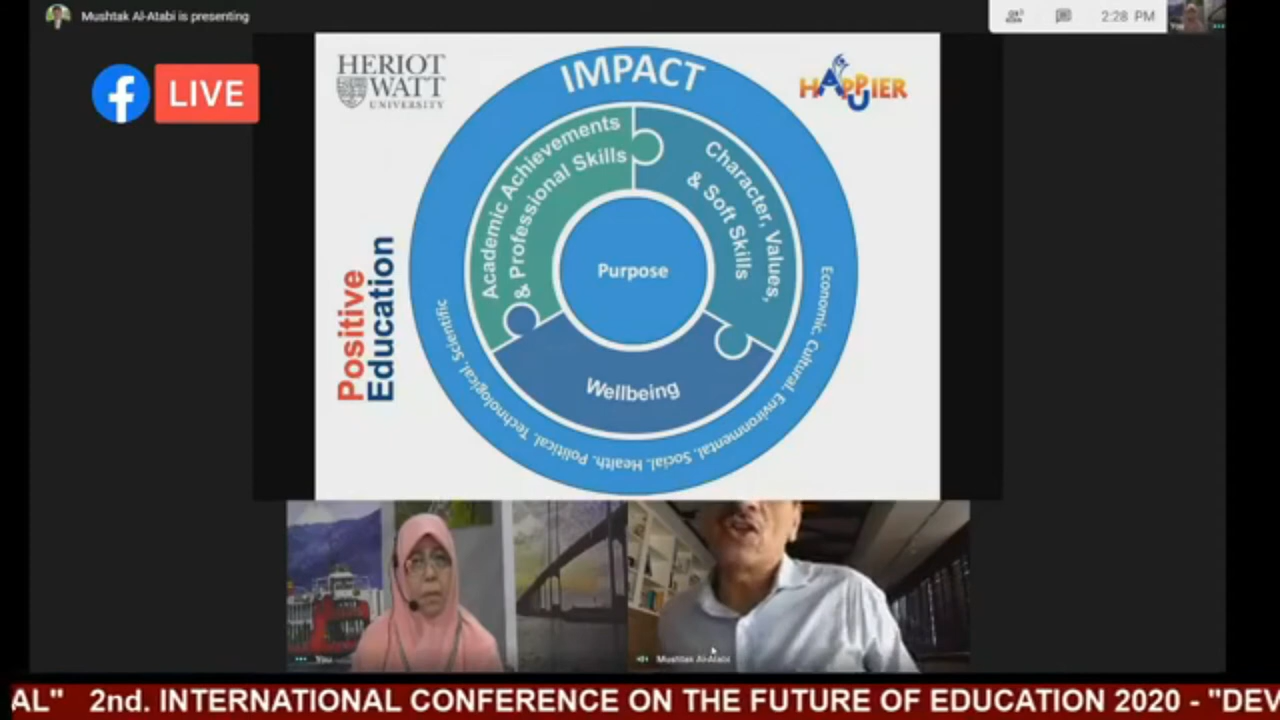 Mushtak Al-Atabi is presenting
2:28 PM
You
LIVE
HERIOT
WATT
UNIVERSITY
HAPPIER
IMPACT
Academic Achievements
& Professional Skills
Character, Values,
& Soft Skills
Purpose
Wellbeing
Economic, Cultural, Environmental, Social, Health, Political, Technological, Scientific
Positive
Education
You
Mushtak Al-Atabi
AL" 2nd. INTERNATIONAL CONFERENCE ON THE FUTURE OF EDUCATION 2020 - "DEV